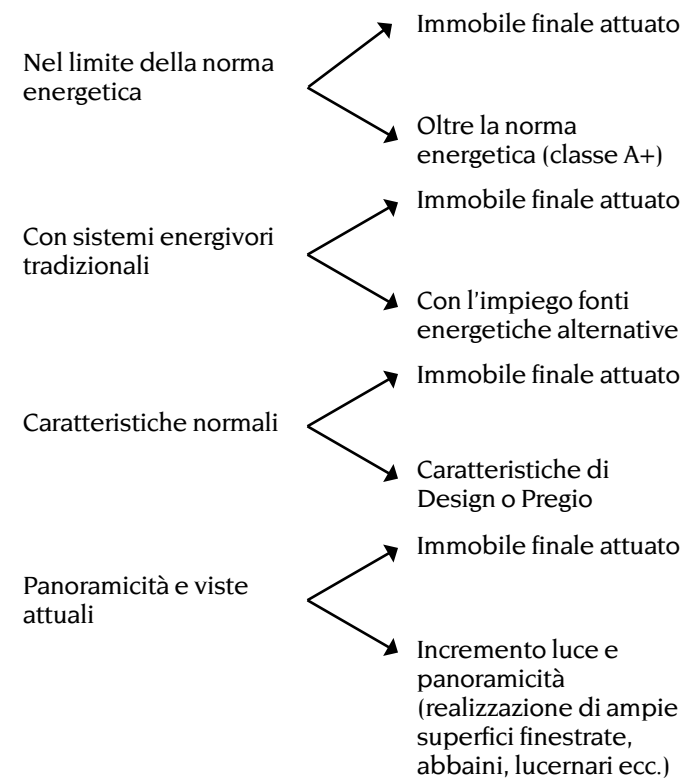 Immobile finale attuato
Nel limite della norma
energetica
Oltre la norma
energetica (classe A+)
Immobile finale attuato
Con sistemi energivori
tradizionali
Con l'impiego fonti
energetiche alternative
Immobile finale attuato
Caratteristiche normali
Caratteristiche di
Design o Pregio
Immobile finale attuato
Panoramicità e viste
attuali
Incremento luce e
panoramicità
(realizzazione di ampie
superfici finestrate,
abbaini, lucernari ecc.)